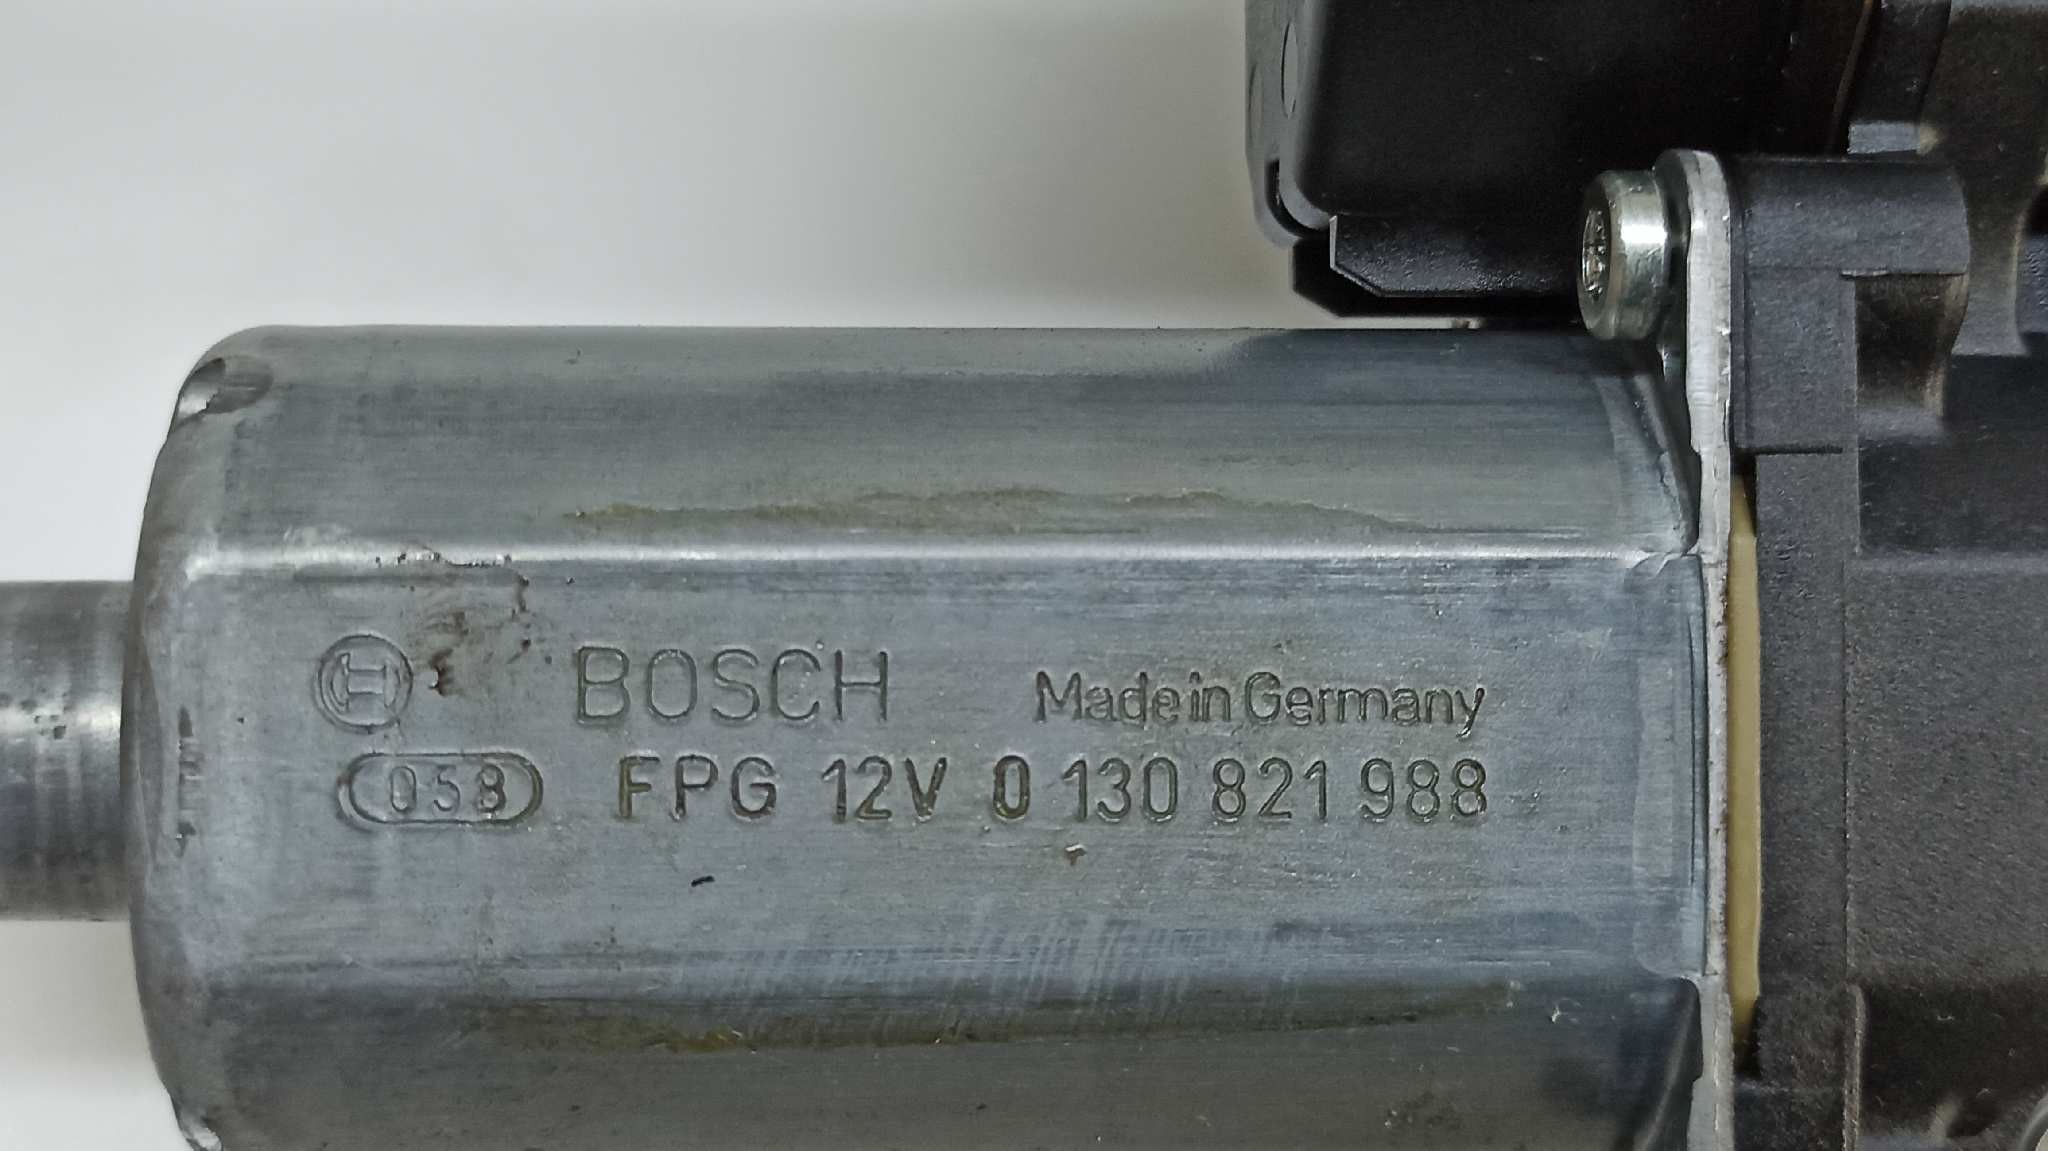 BOSCH Made in Germany
058 FPG 12V 0 130 821 988